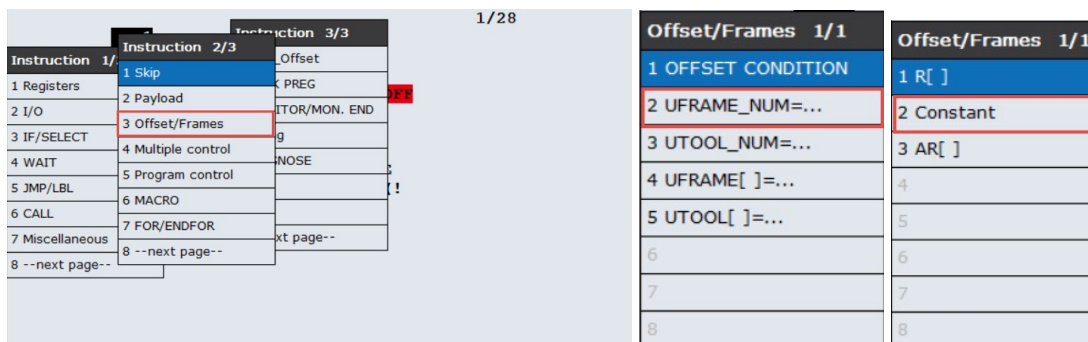 1/28
Instruction 1/
1 Registers
2 I/O
3 IF/SELECT
4 WAIT
5 JMP/LBL
6 CALL
7 Miscellaneous
8 --next page--
Instruction 2/3
1 Skip
2 Payload
3 Offset/Frames
4 Multiple control
5 Program control
6 MACRO
7 FOR/ENDFOR
8 --next page--
Instruction 3/3
_Offset
PREG
ITOR/MON. END
g
NOSE
xt page--
OFF
!
Offset/Frames 1/1
1 OFFSET CONDITION
2 UFRAME_NUM=...
3 UTOOL_NUM=...
4 UFRAME[ ]=...
5 UTOOL[ ]=...
6
7
8
Offset/Frames 1/1
1 R[ ]
2 Constant
3 AR[ ]
4
5
6
7
8